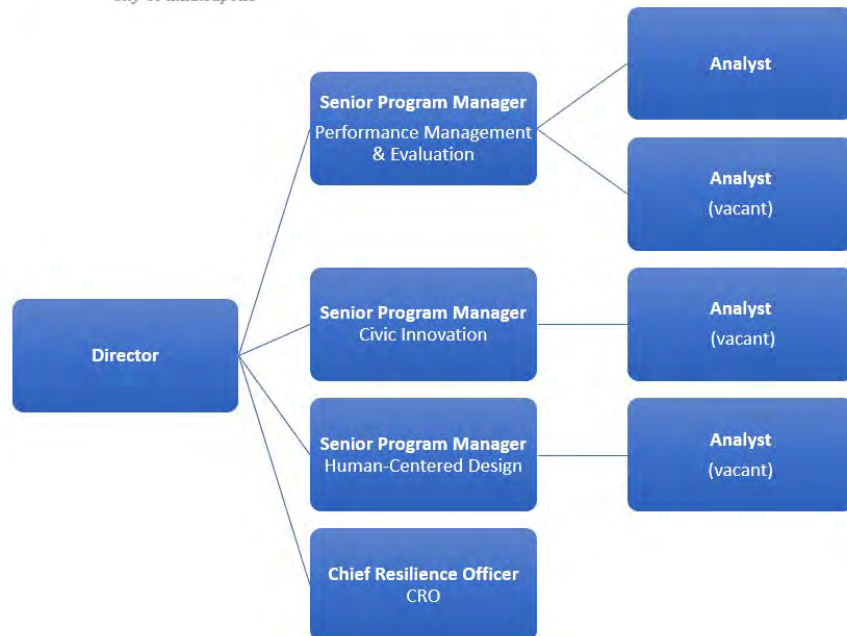 Senior Program Manager
Performance Management
& Evaluation
Analyst
Analyst
(vacant)
Director
Senior Program Manager
Civic Innovation
Analyst
(vacant)
Senior Program Manager
Human-Centered Design
Analyst
(vacant)
Chief Resilience Officer
CRO